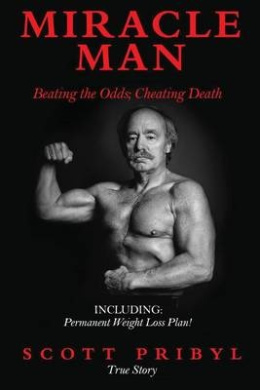 MIRACLE
MAN
Beating the Odds; Cheating Death
INCLUDING:
Permanent Weight Loss Plan!
SCOTT PRIBYL
True Story